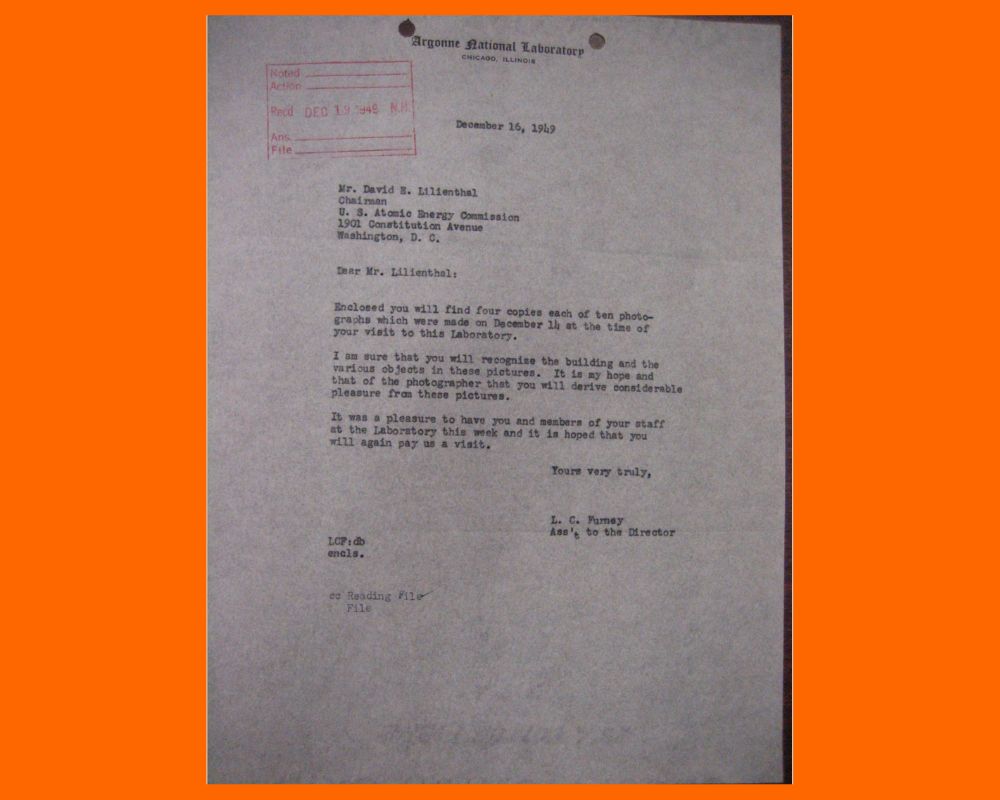 Argonne National Laboratory
CHICAGO, ILLINOIS
Noted
Action
Recd DEC 19 1949 N.M.
Ans.
File
December 16, 1949
Mr. David E. Lilienthal
Chairman
U. S. Atomic Energy Commission
1901 Constitution Avenue
Washington, D. C.
Dear Mr. Lilienthal:
Enclosed you will find four copies each of ten photo-
graphs which were made on December 14 at the time of
your visit to this Laboratory.
I am sure that you will recognize the building and the
various objects in these pictures. It is my hope and
that of the photographer that you will derive considerable
pleasure from these pictures.
It was a pleasure to have you and members of your staff
at the Laboratory this week and it is hoped that you
will again pay us a visit.
Yours very truly,
L. C. Furney
Ass't to the Director
LCF:db
encls.
cc Reading File
File